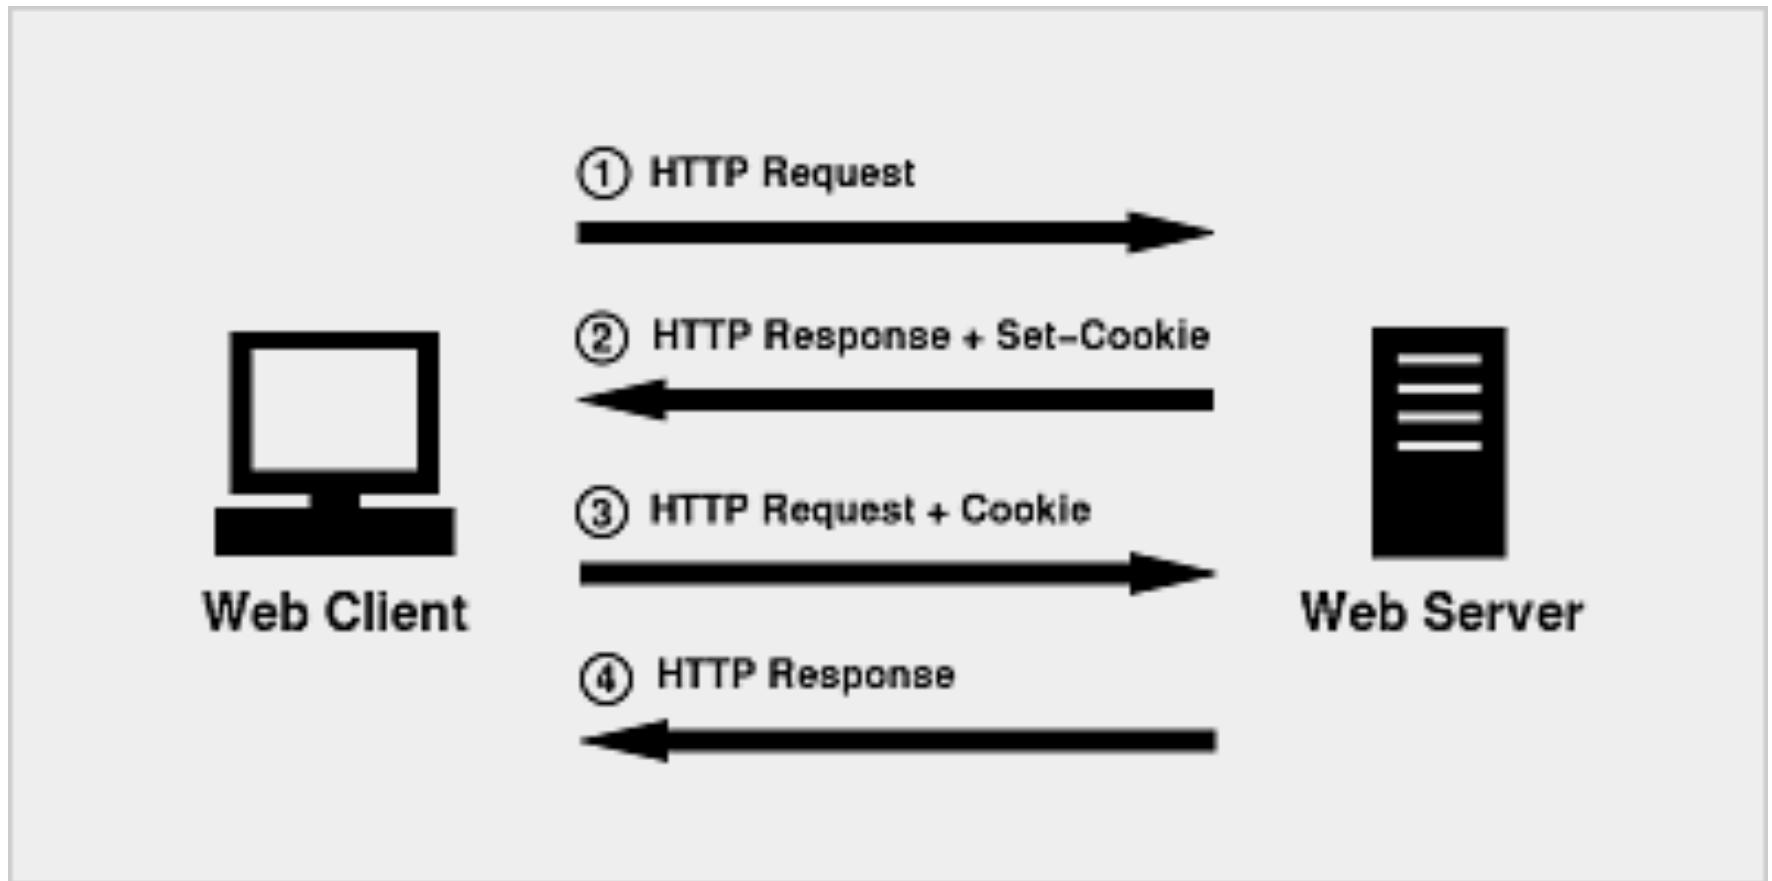 ① HTTP Request
② HTTP Response + Set-Cookie
③ HTTP Request + Cookie
④ HTTP Response
Web Client
Web Server